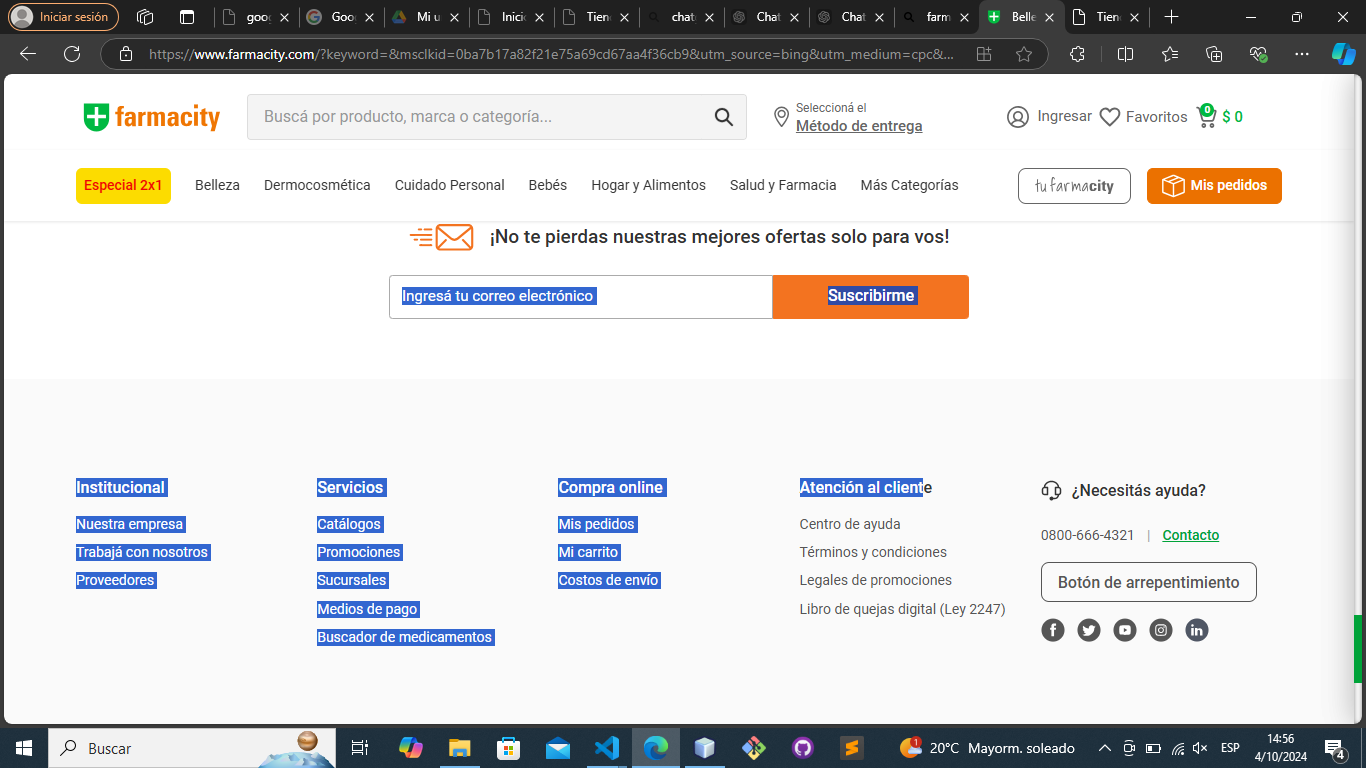 Iniciar sesión
goo
Goo
Mi u
Inici
Tien
chat
Chat
Chat
farm
Belle
Tien
https://www.farmacity.com/?keyword=&msclkid=0ba7b17a82f21e75a69cd67aa4f36cb9&utm_source=bing&utm_medium=cpc&...
farmacity
Buscá por producto, marca o categoría...
Seleccioná el
Método de entrega
Ingresar
Favoritos
0
$ 0
Especial 2x1
Belleza
Dermocosmética
Cuidado Personal
Bebés
Hogar y Alimentos
Salud y Farmacia
Más Categorías
tu farmacity
Mis pedidos
¡No te pierdas nuestras mejores ofertas solo para vos!
Ingresá tu correo electrónico
Suscribirme
Institucional
Nuestra empresa
Trabajá con nosotros
Proveedores
Servicios
Catálogos
Promociones
Sucursales
Medios de pago
Buscador de medicamentos
Compra online
Mis pedidos
Mi carrito
Costos de envío
Atención al cliente
Centro de ayuda
Términos y condiciones
Legales de promociones
Libro de quejas digital (Ley 2247)
¿Necesitás ayuda?
0800-666-4321 | Contacto
Botón de arrepentimiento
Buscar
1
20°C Mayorm. soleado
ESP
14:56
4/10/2024
4